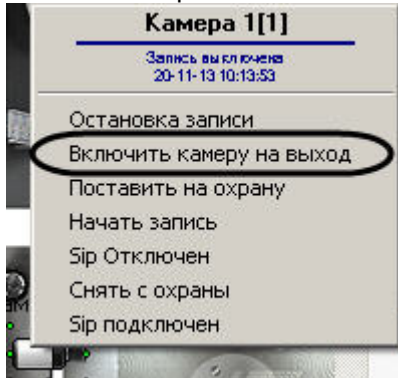 Камера 1[1]
Запись выключена
20-11-13 10:13:53
Остановка записи
Включить камеру на выход
Поставить на охрану
Начать запись
Sip Отключен
Снять с охраны
Sip подключен